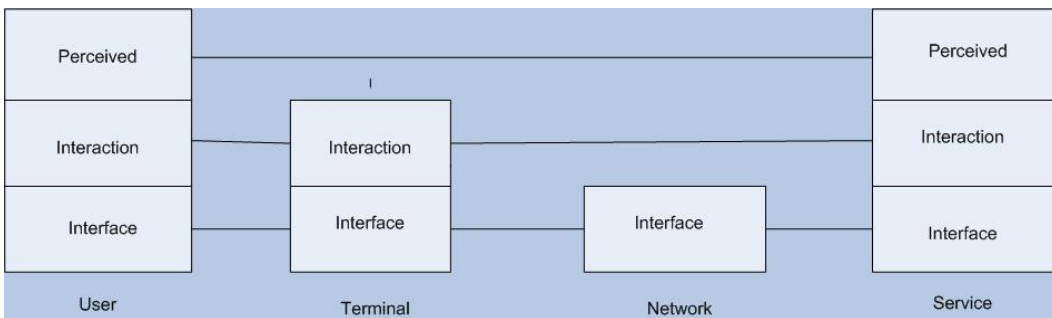 Perceived
Perceived
Interaction
Interaction
Interaction
Interface
Interface
Interface
Interface
User
Terminal
Network
Service